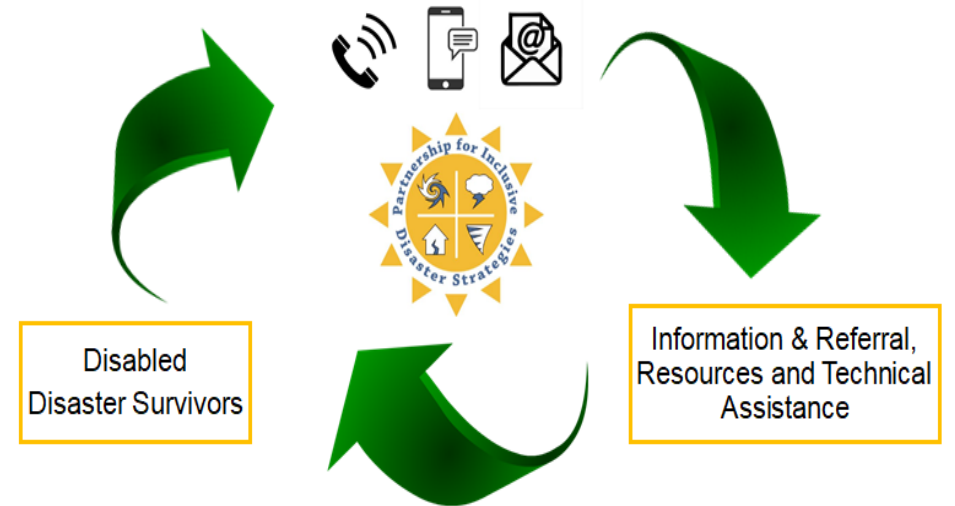 @
Partnership for Inclusive
Disaster Strategies
Disabled
Disaster Survivors
Information & Referral,
Resources and Technical
Assistance